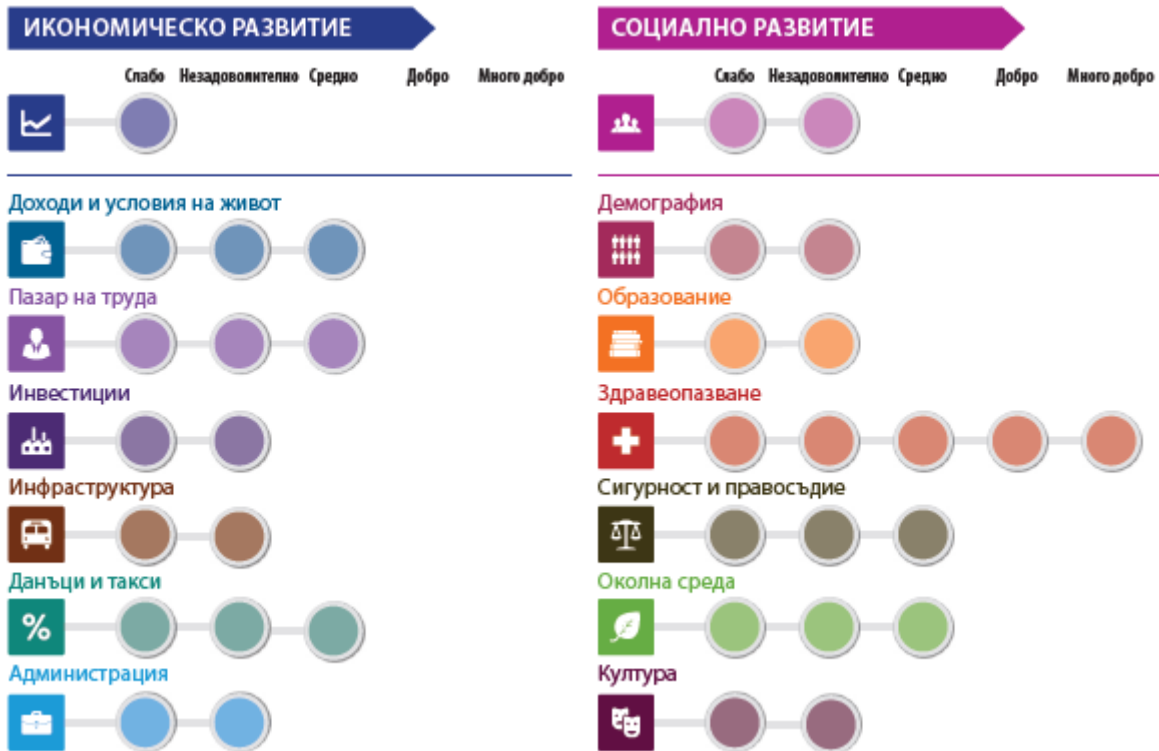 ИКОНОМИЧЕСКО РАЗВИТИЕ
Слабо Незадоволително Средно Добро Много добро
Доходи и условия на живот
Пазар на труда
Инвестиции
Инфраструктура
Данъци и такси
%
Администрация
СОЦИАЛНО РАЗВИТИЕ
Слабо Незадоволително Средно Добро Много добро
Демография
Образование
Здравеопазване
Сигурност и правосъдие
Околна среда
Култура